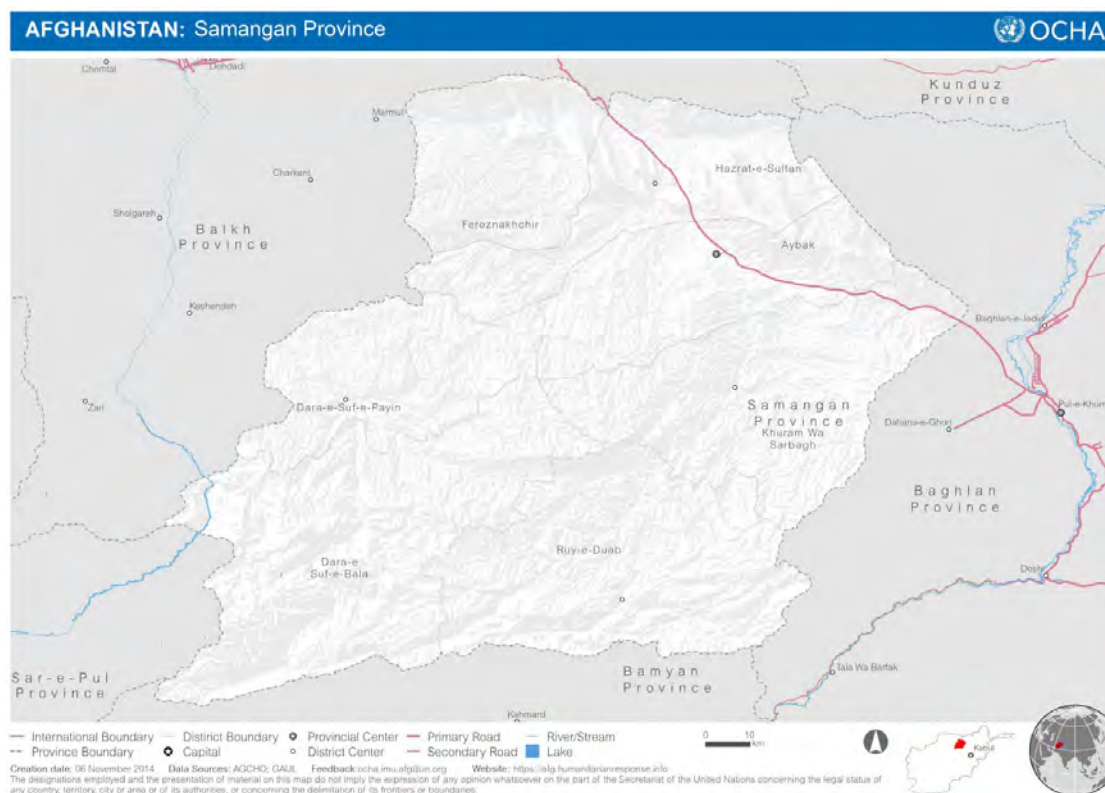 AFGHANISTAN: Samangan Province
OCHA
Chemtal
Dehdadi
Kunduz
Province
Marmul
Charkent
Hazrat-e-Sultan
Sholgareh
Balkh
Province
Feroznakhchir
Aybak
Keshendeh
Baghlan-e-Jadid
Zari
Dara-e-Suf-e-Payin
Samangan
Province
Khuram Wa
Sarbagh
Pul-e-Khum
Dahana-e-Ghori
Baghlan
Province
Dara-e
Suf-e-Bala
Ruy-e-Duab
Doshi
Sar-e-Pul
Province
Bamyan
Province
Tala Wa Barfak
Kahmard
International Boundary
District Boundary
Provincial Center
Primary Road
River/Stream
Province Boundary
Capital
District Center
Secondary Road
Lake
0 10
km
Kabul
Creation date: 06 November 2014 Data Sources: AGCHO; GAUL Feedback:ocha.imu.afg@un.org Website: https://afg.humanitarianresponse.info
The designations employed and the presentation of material on this map do not imply the expression of any opinion whatsoever on the part of the Secretariat of the United Nations concerning the legal status of
any country, territory, city or area or of its authorities, or concerning the delimitation of its frontiers or boundaries.